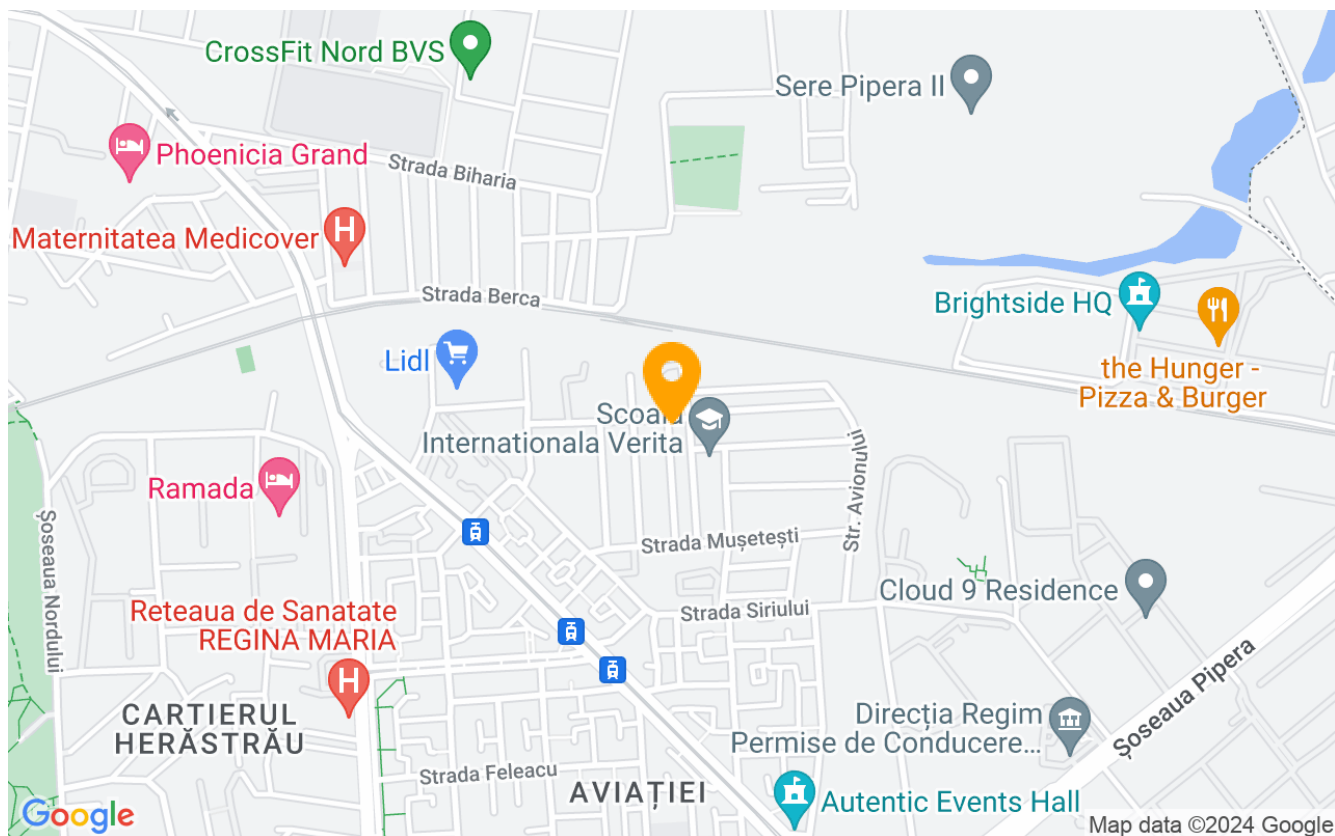 CrossFit Nord BVS
Sere Pipera II
Phoenicia Grand
Strada Biharia
H
Maternitatea Medicover
Strada Berca
Brightside HQ
Lidl
the Hunger -
Pizza & Burger
Scoala
Internationala Verita
Ramada
Str. Avionului
Șoseaua Nordului
Strada Mușetești
Cloud 9 Residence
Strada Siriului
Reteaua de Sanatate
REGINA MARIA
H
Șoseaua Pipera
CARTIERUL
HERĂSTRĂU
Direcția Regim
Permise de Conducere...
Strada Feleacu
AVIAȚIEI
Autentic Events Hall
Google
Map data ©2024 Google